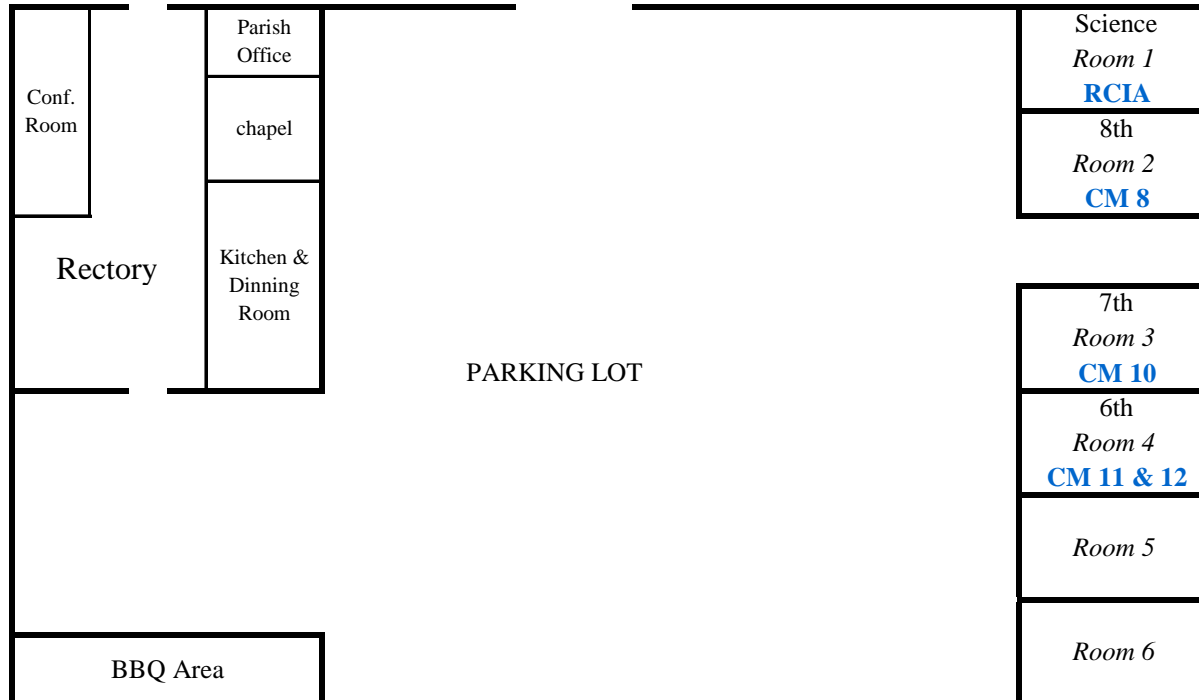 Conf.
Room
Parish
Office
chapel
Rectory
Kitchen &
Dinning
Room
PARKING LOT
BBQ Area
Science
Room 1
RCIA
8th
Room 2
CM 8
7th
Room 3
CM 10
6th
Room 4
CM 11 & 12
Room 5
Room 6